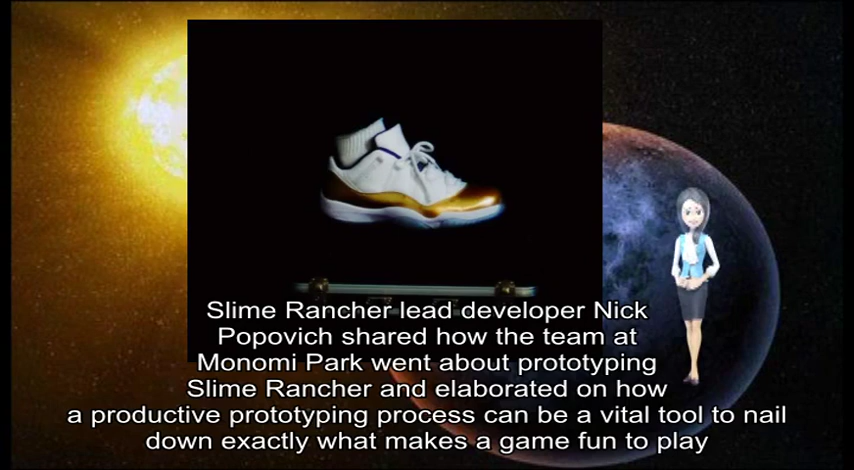 Slime Rancher lead developer Nick
Popovich shared how the team at
Monomi Park went about prototyping
Slime Rancher and elaborated on how
a productive prototyping process can be a vital tool to nail
down exactly what makes a game fun to play